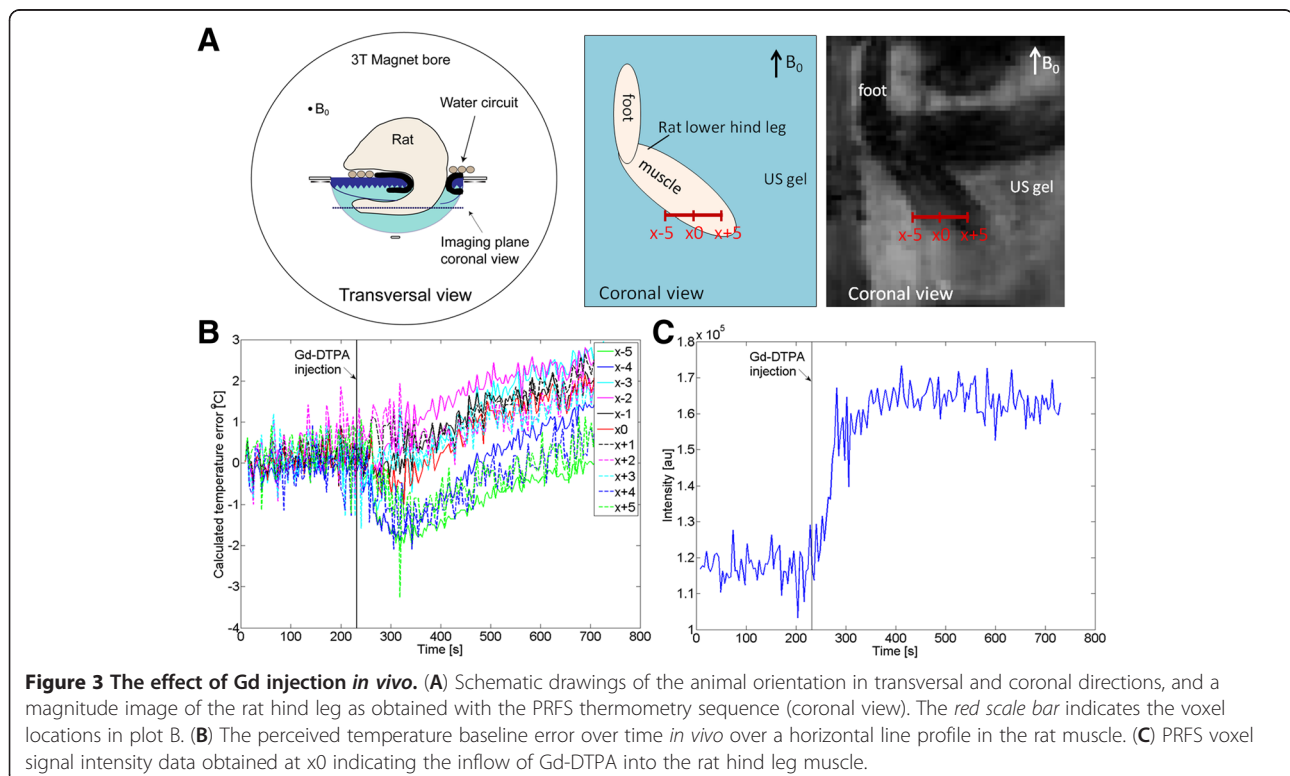 A
3T Magnet bore
B0
Water circuit
Rat
Imaging plane
coronal view
Transversal view
B0
foot
Rat lower hind leg
muscle
US gel
x-5 x0 x+5
Coronal view
B0
foot
US gel
x-5 x0 x+5
Coronal view
B
Gd-DTPA
injection
Calculated temperature error [°C]
3
2
1
0
-1
-2
-3
-4
0 100 200 300 400 500 600 700 800
Time [s]
x-5
x-4
x-3
x-2
x-1
x0
x+1
x+2
x+3
x+4
x+5
C
x 10^5
Gd-DTPA
injection
Intensity [au]
1.8
1.7
1.6
1.5
1.4
1.3
1.2
1.1
1
0 100 200 300 400 500 600 700 800
Time [s]
Figure 3 The effect of Gd injection in vivo. (A) Schematic drawings of the animal orientation in transversal and coronal directions, and a
magnitude image of the rat hind leg as obtained with the PRFS thermometry sequence (coronal view). The red scale bar indicates the voxel
locations in plot B. (B) The perceived temperature baseline error over time in vivo over a horizontal line profile in the rat muscle. (C) PRFS voxel
signal intensity data obtained at x0 indicating the inflow of Gd-DTPA into the rat hind leg muscle.